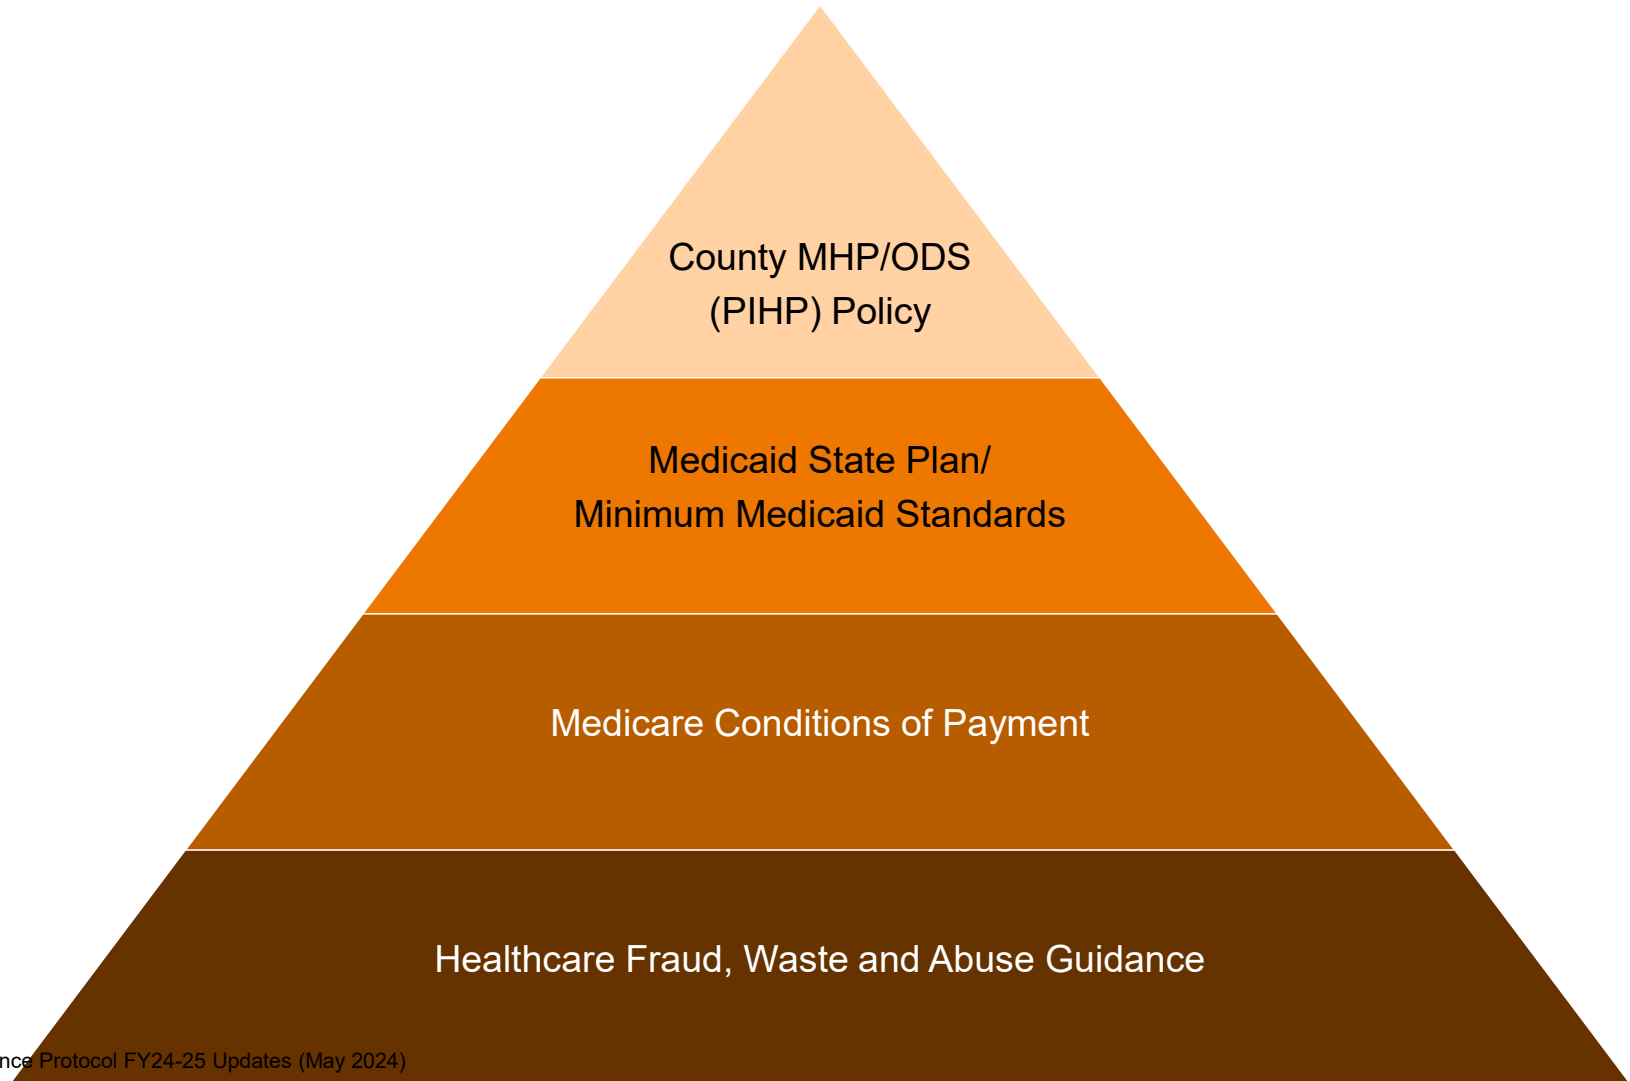 County MHP/ODS
(PIHP) Policy
Medicaid State Plan/
Minimum Medicaid Standards
Medicare Conditions of Payment
Healthcare Fraud, Waste and Abuse Guidance
Protocol FY24-25 Updates (May 2024)